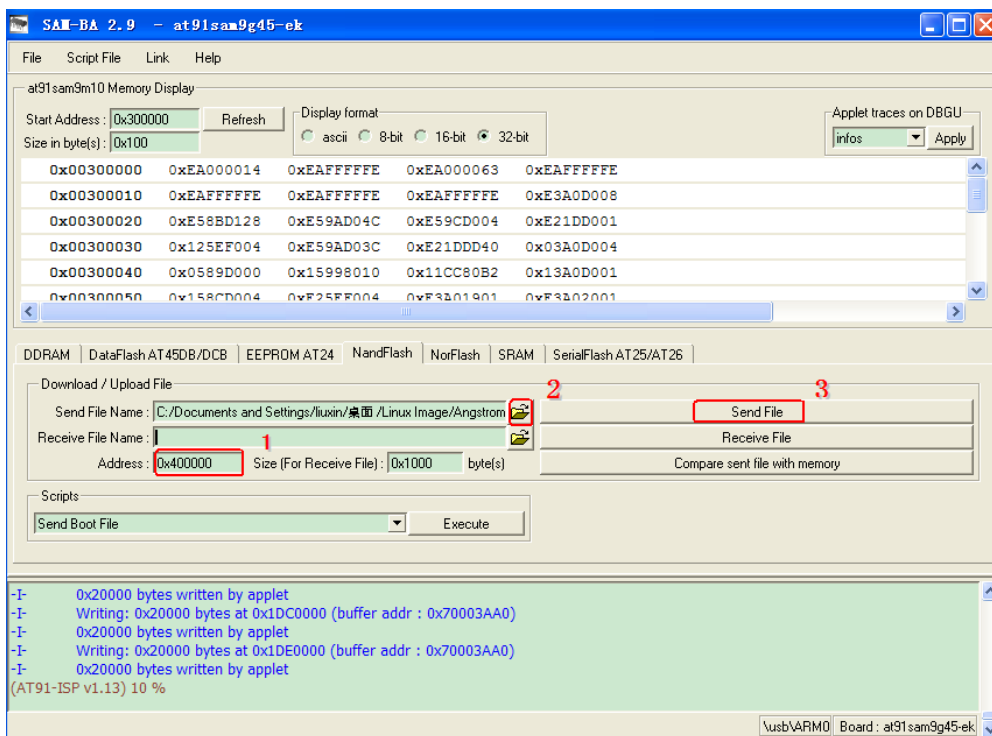 SAM-BA 2.9 - at91sam9g45-ek
File Script File Link Help
at91sam9m10 Memory Display
Start Address : 0x300000 Refresh
Size in byte(s) : 0x100
Display format
ascii 8-bit 16-bit 32-bit
Applet traces on DBGU
infos Apply
0x00300000 0xEA000014 0xEAFFFFFE 0xEA000063 0xEAFFFFFE
0x00300010 0xEAFFFFFE 0xEAFFFFFE 0xEAFFFFFE 0xE3A0D008
0x00300020 0xE58BD128 0xE59AD04C 0xE59CD004 0xE21DD001
0x00300030 0x125EF004 0xE59AD03C 0xE21DDD40 0x03A0D004
0x00300040 0x0589D000 0x15998010 0x11CC80B2 0x13A0D001
0x00300050 0x158CD004 0xE25EF004 0xE3A01901 0xE3A02001
DDRAM DataFlash AT45DB/DCB EEPROM AT24 NandFlash NorFlash SRAM SerialFlash AT25/AT26
Download / Upload File
2
3
Send File Name : C:/Documents and Settings/liuxin/桌面 /Linux Image/Angstrom Send File
Receive File Name : Receive File
1
Address : 0x400000 Size (For Receive File) : 0x1000 byte(s) Compare sent file with memory
Scripts
Send Boot File Execute
-I- 0x20000 bytes written by applet
-I- Writing: 0x20000 bytes at 0x1DC0000 (buffer addr : 0x70003AA0)
-I- 0x20000 bytes written by applet
-I- Writing: 0x20000 bytes at 0x1DE0000 (buffer addr : 0x70003AA0)
-I- 0x20000 bytes written by applet
(AT91-ISP v1.13) 10 %
\usb\ARM0 Board : at91sam9g45-ek